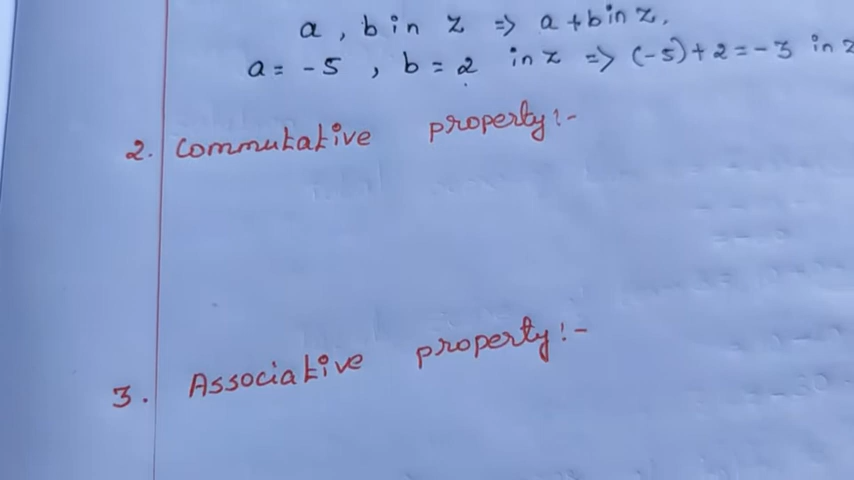 a , b in z => a + b in z.
a = -5 , b = 2 in z => (-5) + 2 = -3 in z
2. Commutative property:-
3. Associative property:-